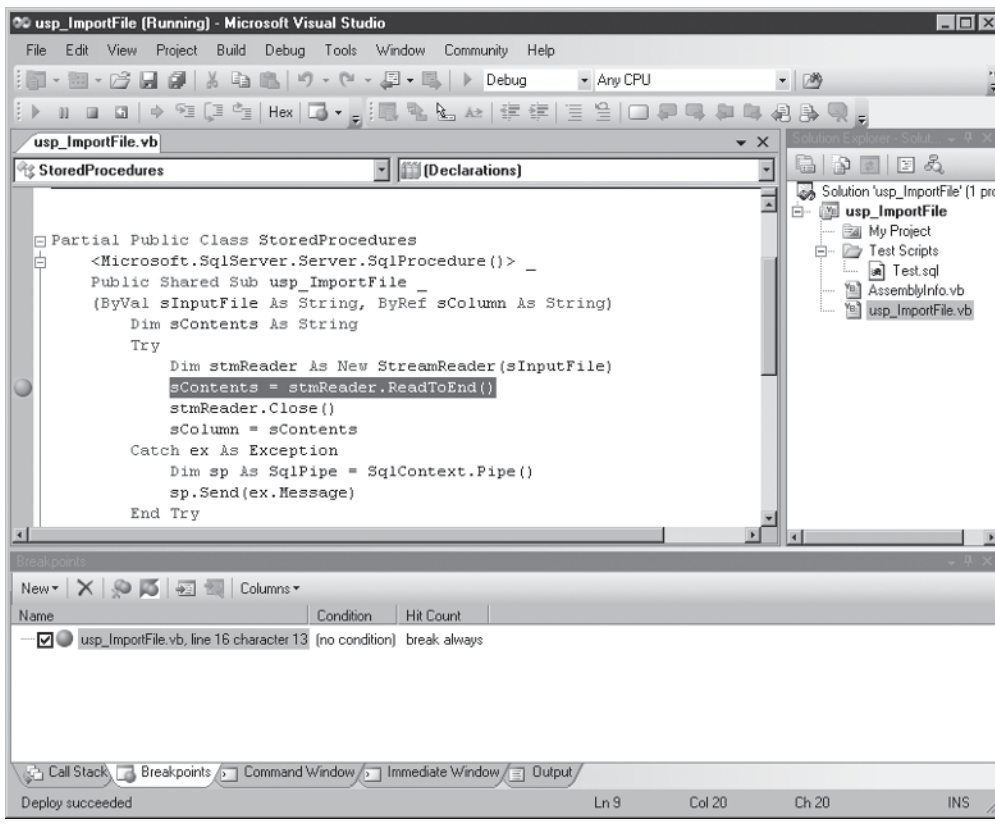 usp_ImportFile (Running) - Microsoft Visual Studio
File Edit View Project Build Debug Tools Window Community Help
Debug Any CPU
Hex
usp_ImportFile.vb
StoredProcedures (Declarations)
Partial Public Class StoredProcedures
<Microsoft.SqlServer.Server.SqlProcedure()> _
Public Shared Sub usp_ImportFile _
(ByVal sInputFile As String, ByRef sColumn As String)
Dim sContents As String
Try
Dim stmReader As New StreamReader(sInputFile)
sContents = stmReader.ReadToEnd()
stmReader.Close()
sColumn = sContents
Catch ex As Exception
Dim sp As SqlPipe = SqlContext.Pipe()
sp.Send(ex.Message)
End Try
Solution Explorer - Solut...
Solution 'usp_ImportFile' (1 pro
usp_ImportFile
My Project
Test Scripts
Test.sql
AssemblyInfo.vb
usp_ImportFile.vb
Breakpoints
New Columns
Name Condition Hit Count
usp_ImportFile.vb, line 16 character 13 (no condition) break always
Call Stack Breakpoints Command Window Immediate Window Output
Deploy succeeded Ln 9 Col 20 Ch 20 INS